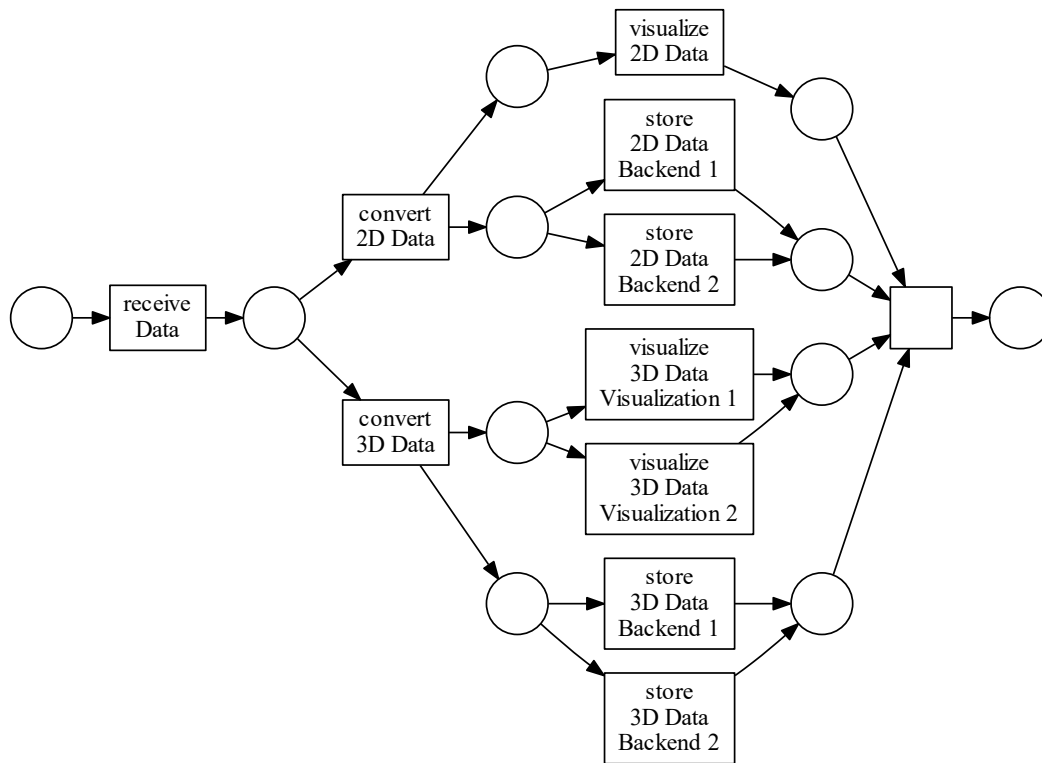 visualize
2D Data
store
2D Data
Backend 1
convert
2D Data
store
2D Data
Backend 2
receive
Data
visualize
3D Data
Visualization 1
convert
3D Data
visualize
3D Data
Visualization 2
store
3D Data
Backend 1
store
3D Data
Backend 2